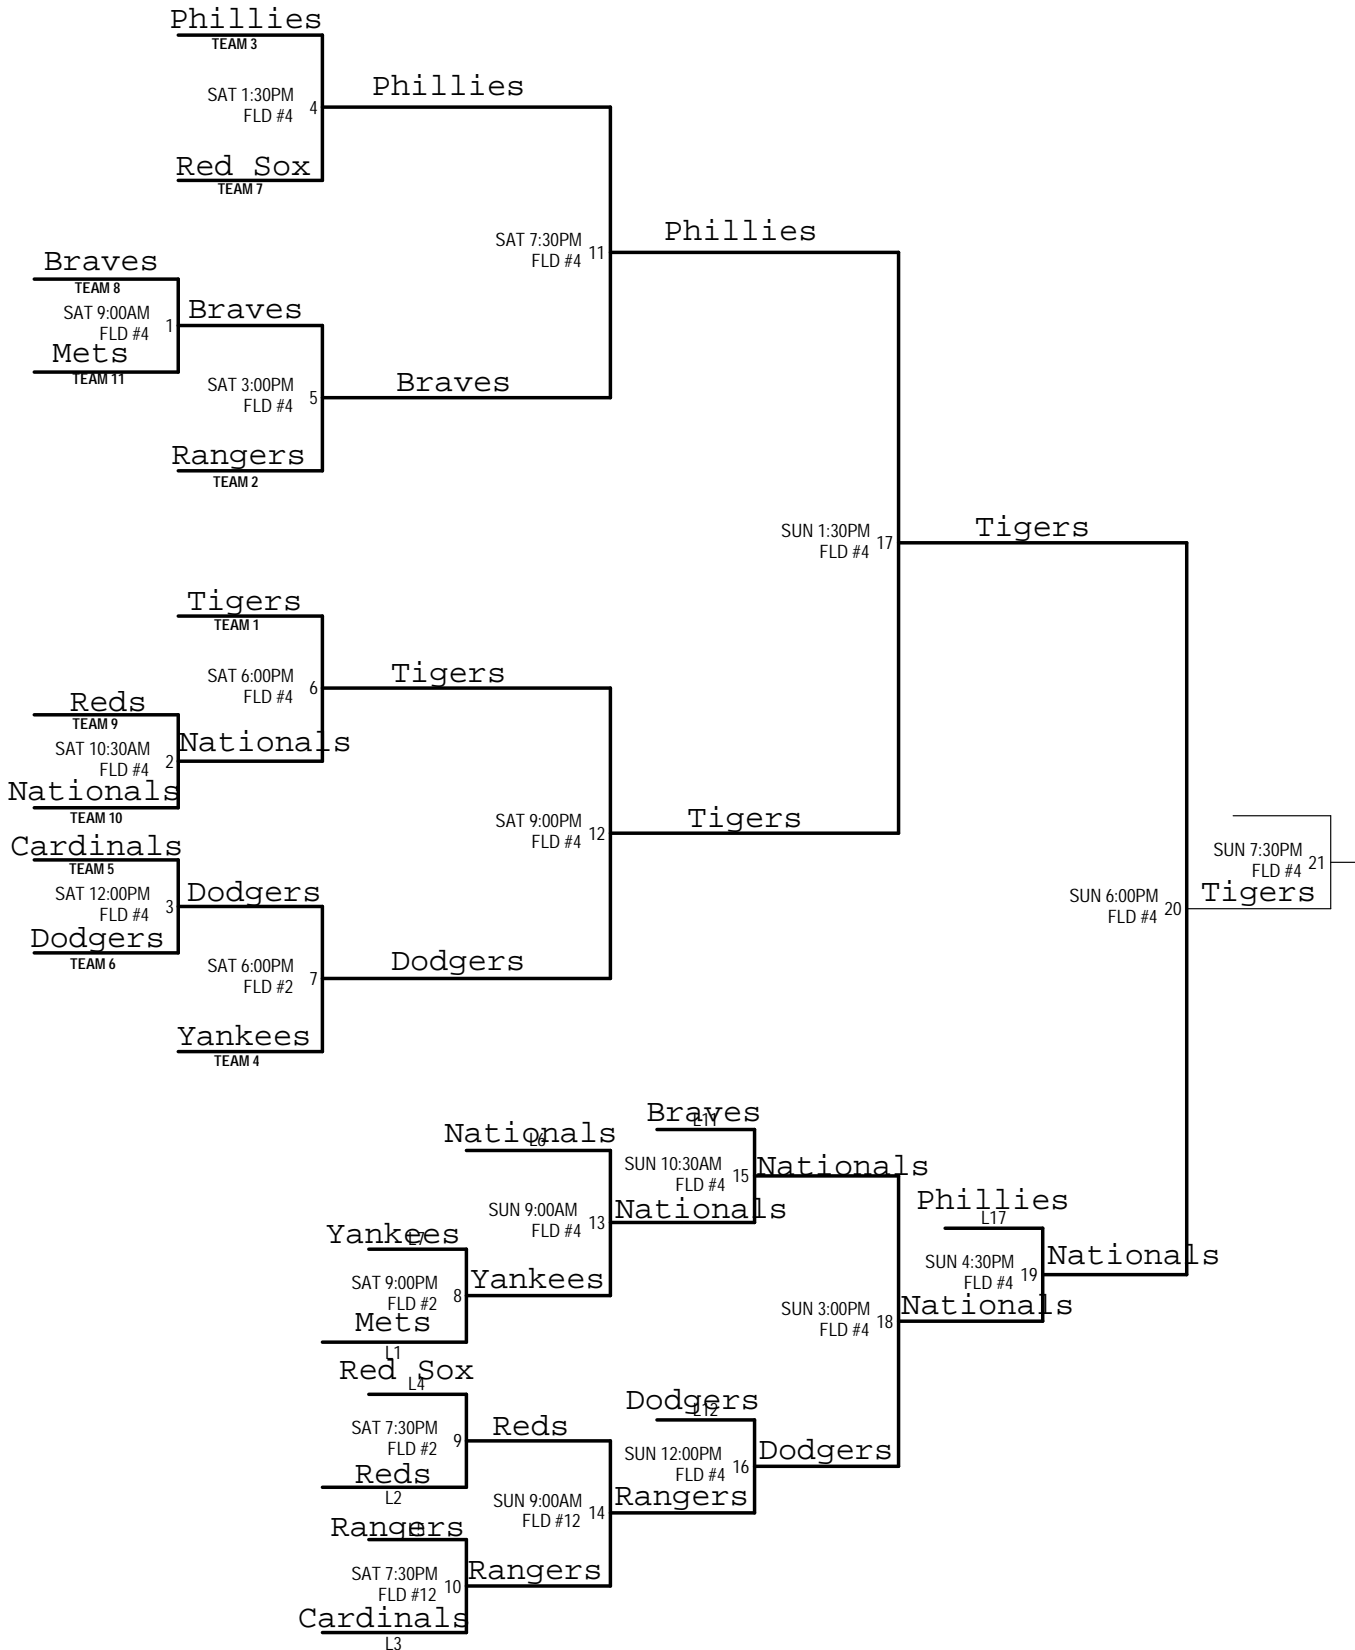 Phillies
TEAM 3
SAT 1:30PM
FLD #4
4
Phillies
Red Sox
TEAM 7
SAT 7:30PM
FLD #4
11
Phillies
Braves
TEAM 8
SAT 9:00AM
FLD #4
1
Braves
Mets
TEAM 11
SAT 3:00PM
FLD #4
5
Braves
Rangers
TEAM 2
SUN 1:30PM
FLD #4
17
Tigers
Tigers
TEAM 1
SAT 6:00PM
FLD #4
6
Tigers
Reds
TEAM 9
SAT 10:30AM
FLD #4
2
Nationals
Nationals
TEAM 10
SAT 9:00PM
FLD #4
12
Tigers
Cardinals
TEAM 5
SAT 12:00PM
FLD #4
3
Dodgers
Dodgers
TEAM 6
SAT 6:00PM
FLD #2
7
Dodgers
Yankees
TEAM 4
SUN 6:00PM
FLD #4
20
SUN 7:30PM
FLD #4
21
Tigers
Braves
L11
Nationals
L6
SUN 10:30AM
FLD #4
15
Nationals
SUN 9:00AM
FLD #4
13
Nationals
Phillies
L17
Yankees
L7
SAT 9:00PM
FLD #2
8
Yankees
Mets
L1
SUN 4:30PM
FLD #4
19
Nationals
SUN 3:00PM
FLD #4
18
Nationals
Red Sox
L4
SAT 7:30PM
FLD #2
9
Reds
Reds
L2
Dodgers
L12
SUN 12:00PM
FLD #4
16
Dodgers
SUN 9:00AM
FLD #12
14
Rangers
Rangers
SAT 7:30PM
FLD #12
10
Rangers
Cardinals
L3